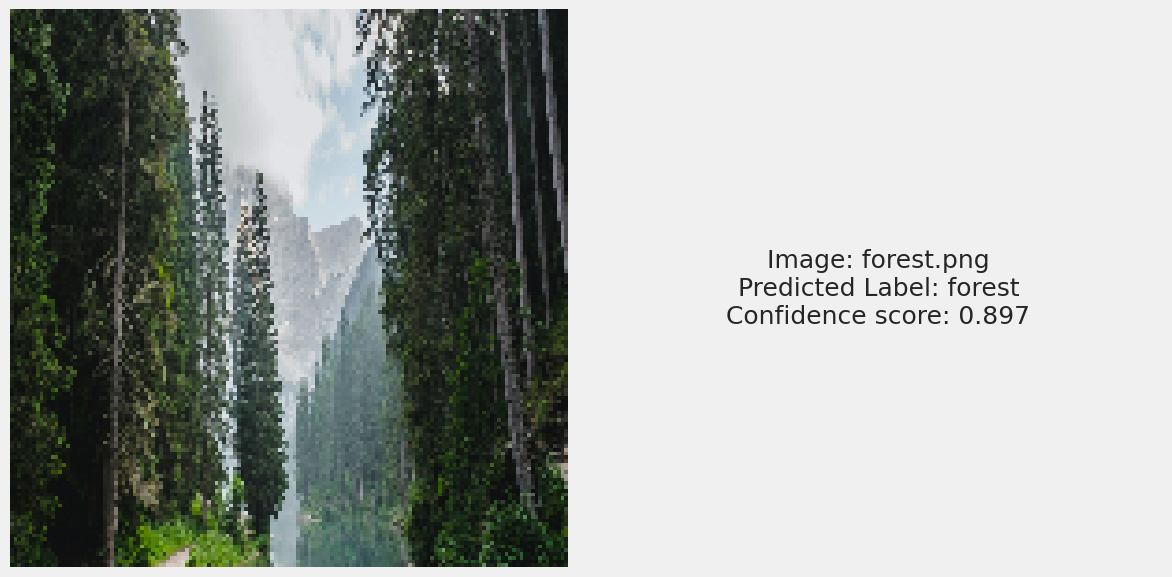 Image: forest.png
Predicted Label: forest
Confidence score: 0.897